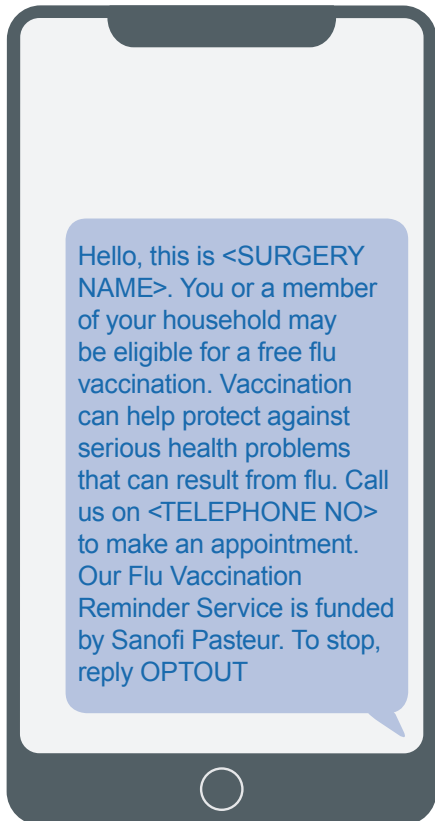 Hello, this is <SURGERY
NAME>. You or a member
of your household may
be eligible for a free flu
vaccination. Vaccination
can help protect against
serious health problems
that can result from flu. Call
us on <TELEPHONE NO>
to make an appointment.
Our Flu Vaccination
Reminder Service is funded
by Sanofi Pasteur. To stop,
reply OPTOUT